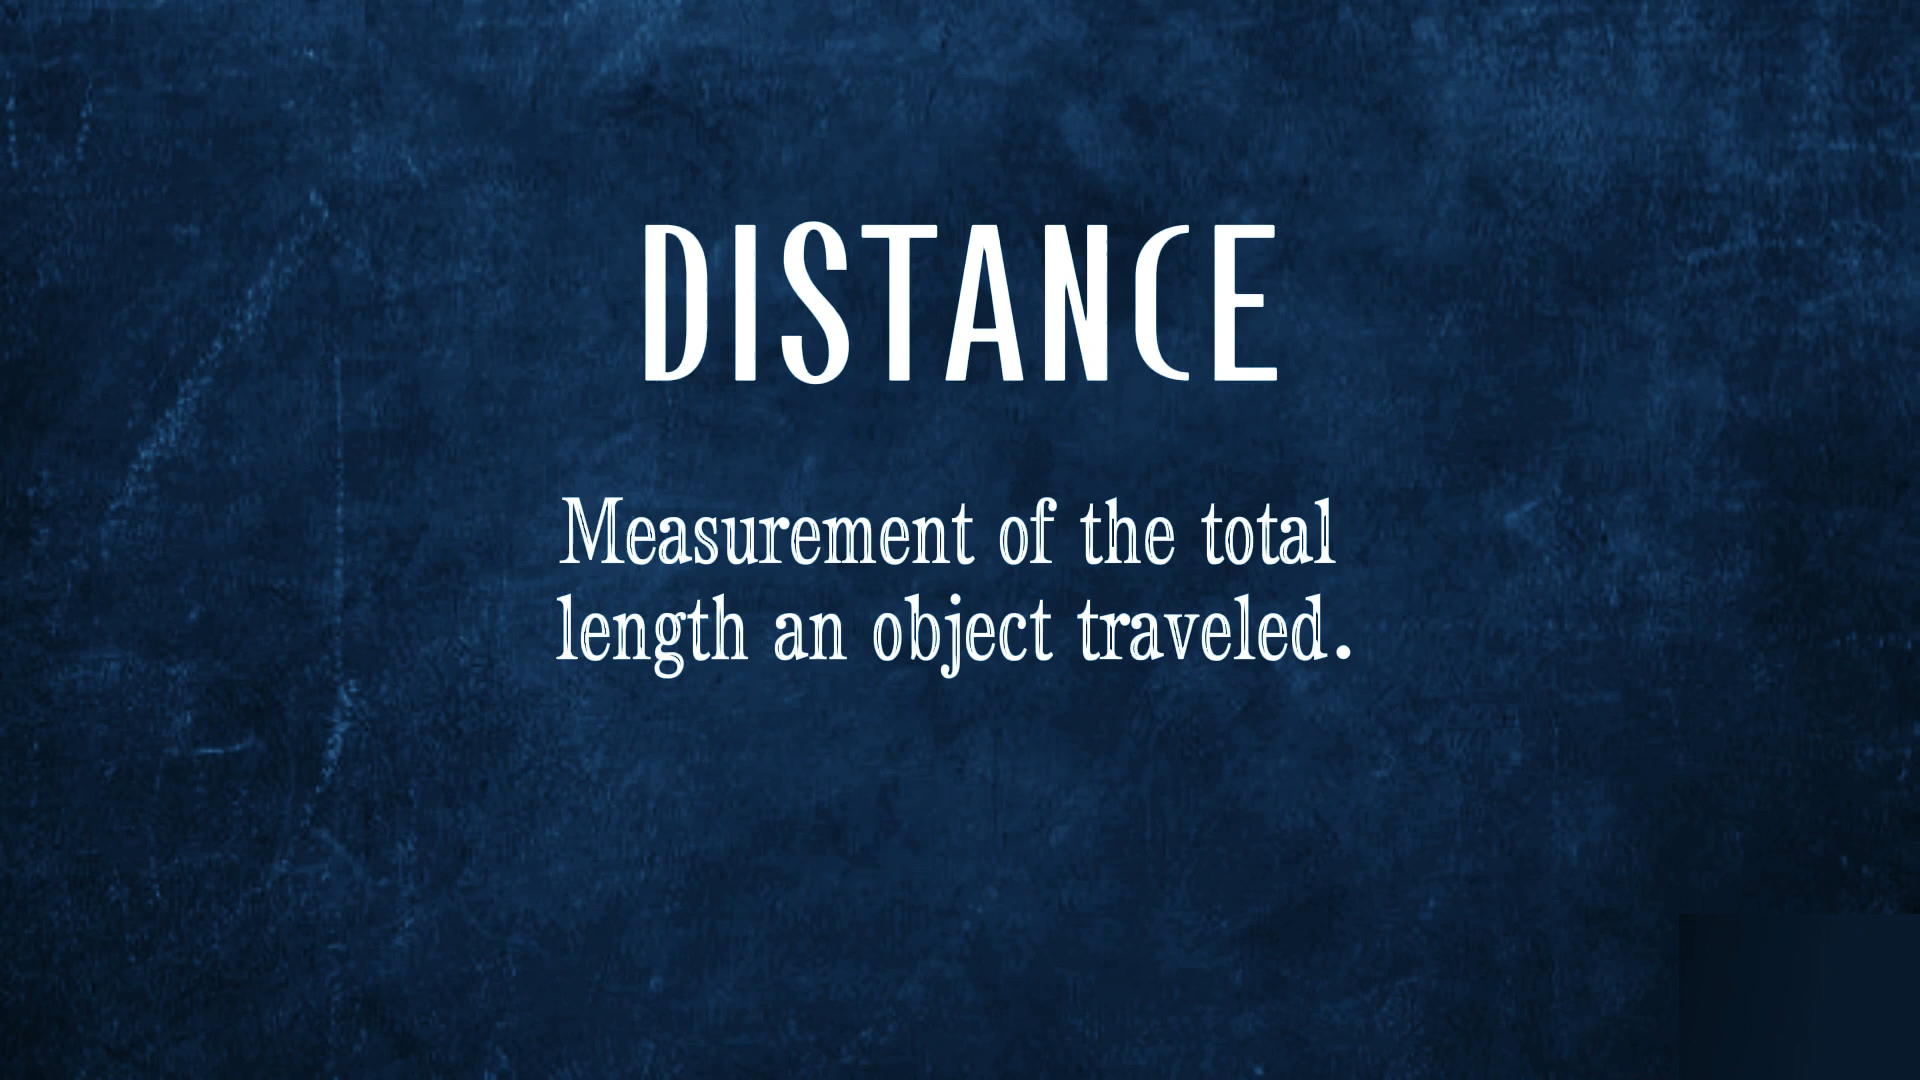 DISTANCE
Measurement of the total
length an object traveled.